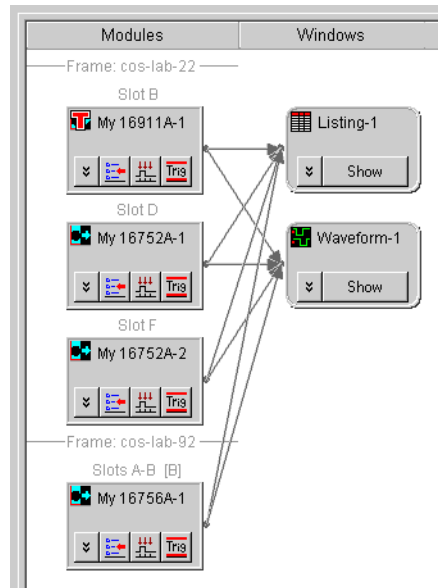 Modules Windows
Frame: cos-lab-22
Slot B
My 16911A-1 Listing-1
Trig Show
Slot D
My 16752A-1 Waveform-1
Trig Show
Slot F
My 16752A-2
Trig
Frame: cos-lab-92
Slots A-B [B]
My 16756A-1
Trig